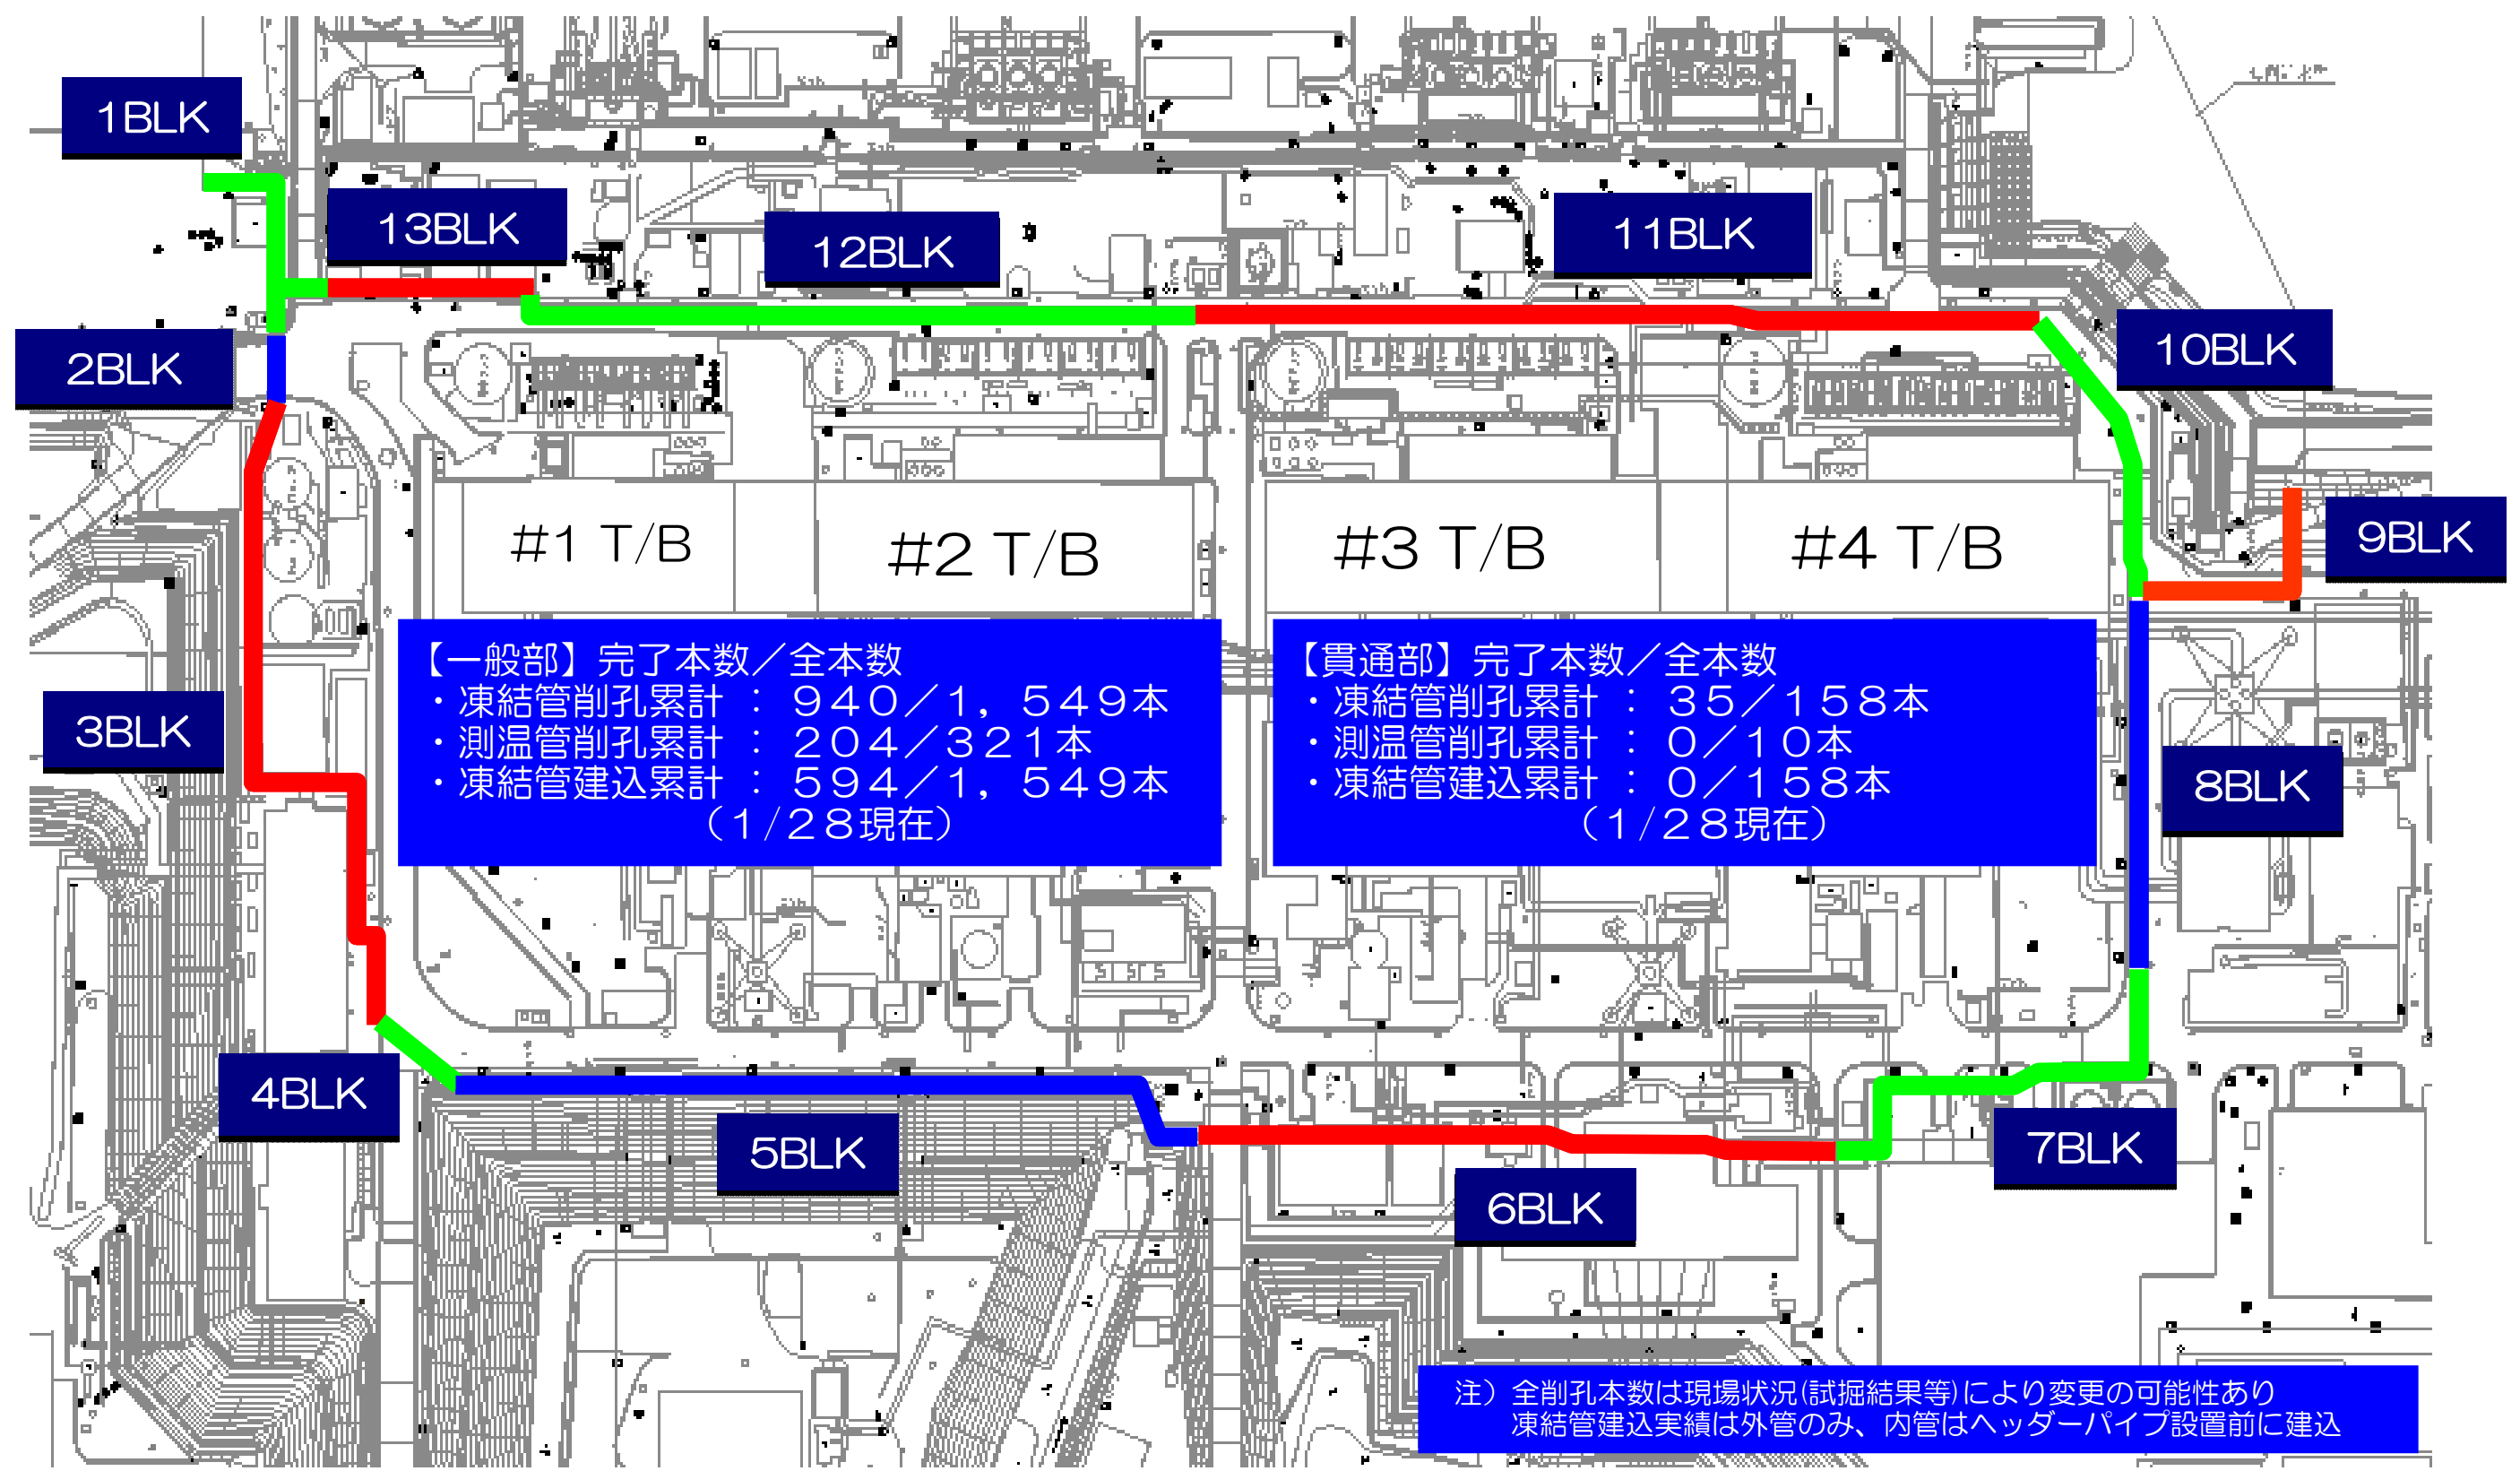 1BLK
13BLK
12BLK
11BLK
2BLK
10BLK
#1 T/B
#2 T/B
#3 T/B
#4 T/B
9BLK
【一般部】完了本数／全本数
・凍結管削孔累計 ： ９４０／１，５４９本
・測温管削孔累計 ： ２０４／３２１本
・凍結管建込累計 ： ５９４／１，５４９本
（１/２８現在）
【貫通部】完了本数／全本数
・凍結管削孔累計 ： ３５／１５８本
・測温管削孔累計 ： ０／１０本
・凍結管建込累計 ： ０／１５８本
（１/２８現在）
3BLK
8BLK
4BLK
5BLK
7BLK
6BLK
注）全削孔本数は現場状況(試掘結果等)により変更の可能性あり
凍結管建込実績は外管のみ、内管はヘッダーパイプ設置前に建込